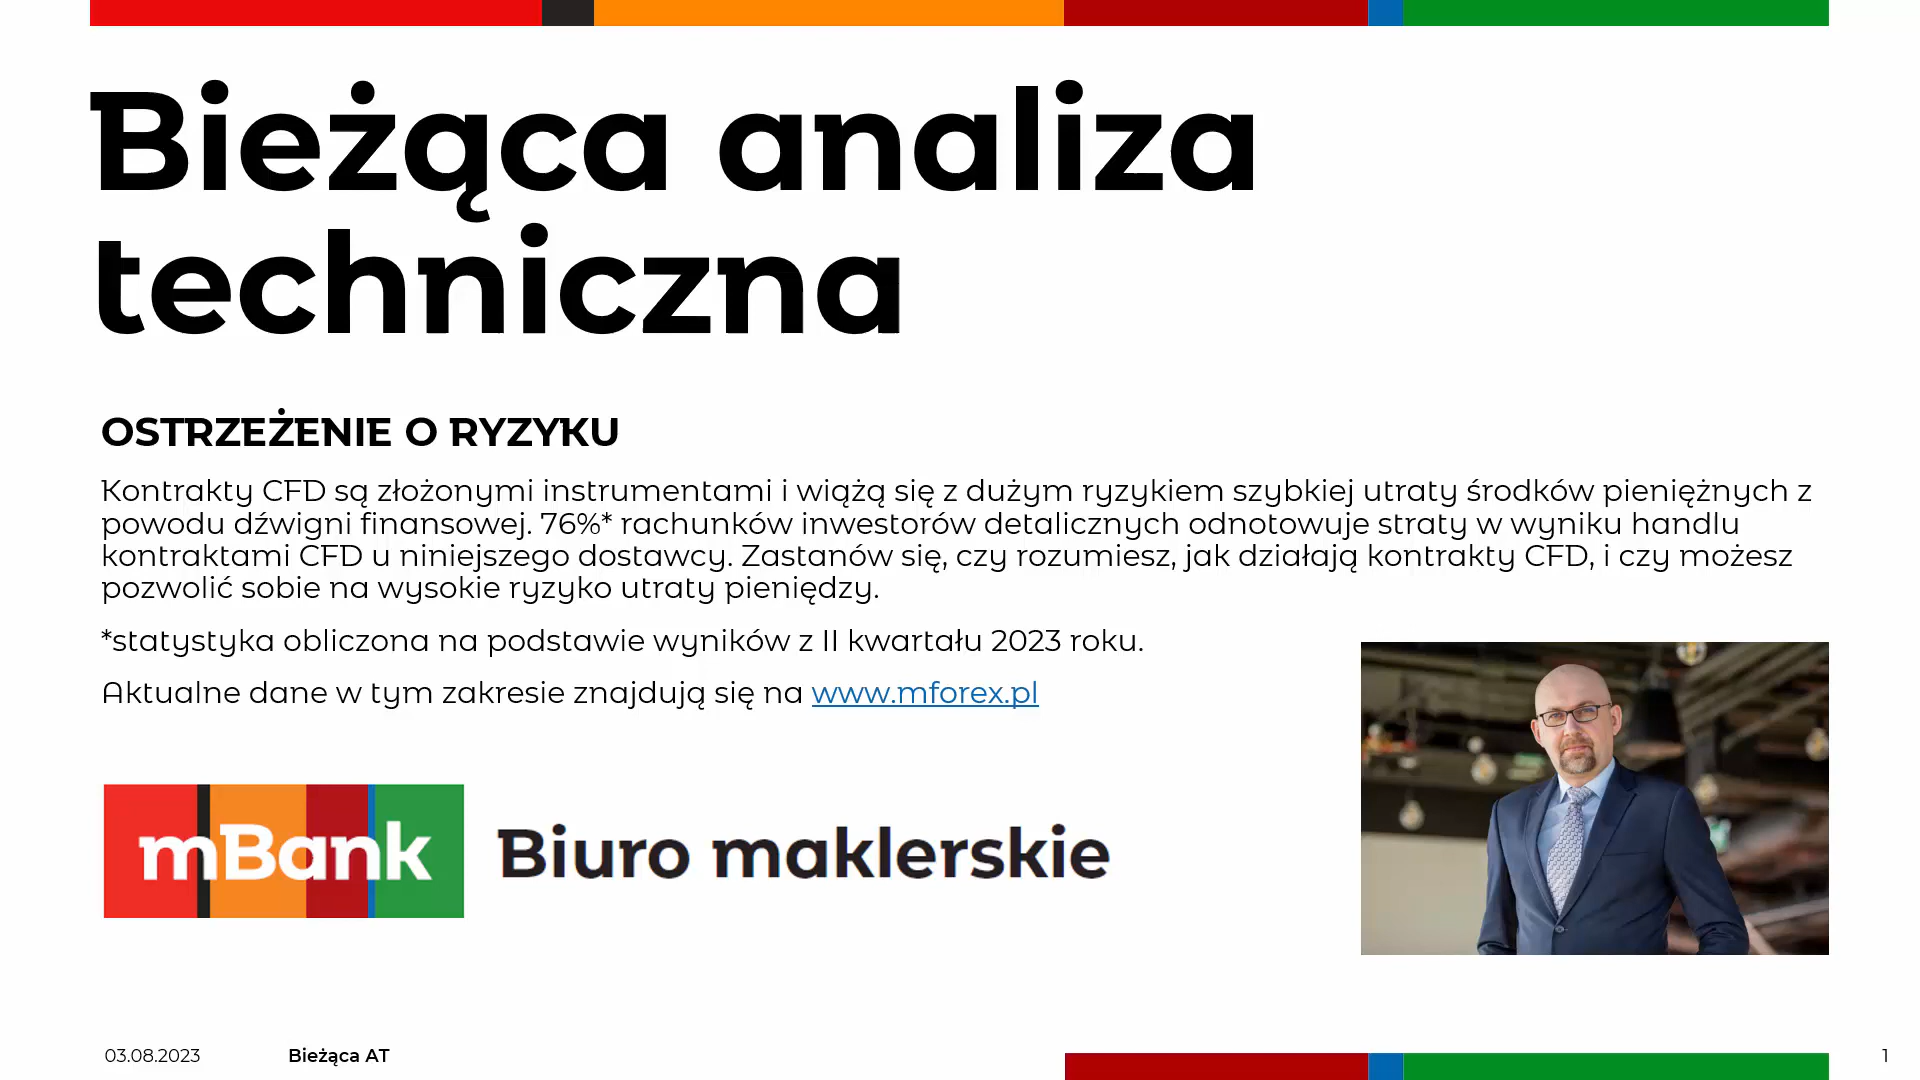 Bieżąca analiza
techniczna
OSTRZEŻENIE O RYZYKU
Kontrakty CFD są złożonymi instrumentami i wiążą się z dużym ryzykiem szybkiej utraty środków pieniężnych z
powodu dźwigni finansowej. 76%* rachunków inwestorów detalicznych odnotowuje straty w wyniku handlu
kontraktami CFD u niniejszego dostawcy. Zastanów się, czy rozumiesz, jak działają kontrakty CFD, i czy możesz
pozwolić sobie na wysokie ryzyko utraty pieniędzy.
*statystyka obliczona na podstawie wyników z II kwartału 2023 roku.
Aktualne dane w tym zakresie znajdują się na www.mforex.pl
mBank Biuro maklerskie
03.08.2023 Bieżąca AT 1